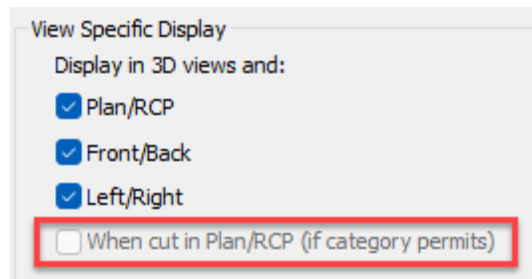 View Specific Display
Display in 3D views and:
Plan/RCP
Front/Back
Left/Right
When cut in Plan/RCP (if category permits)